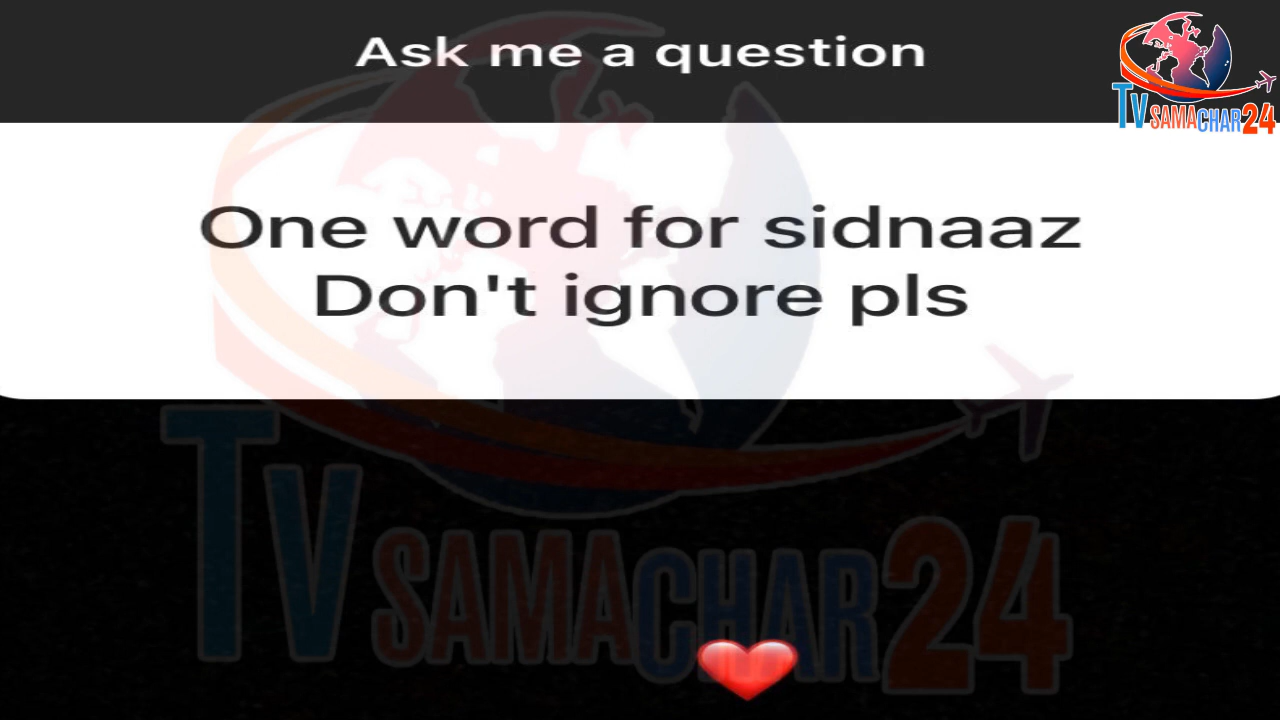 Ask me a question
TV SAMACHAR24
One word for sidnaaz
Don't ignore pls
TV SAMACHAR24